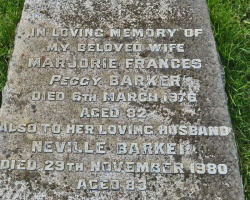 IN LOVING MEMORY OF
MY BELOVED WIFE
MARJORIE FRANCES
PEGGY BARKER
DIED 6TH MARCH 1976
AGED 82
ALSO TO HER LOVING HUSBAND
NEVILLE BARKER
DIED 29TH NOVEMBER 1980
AGED 83